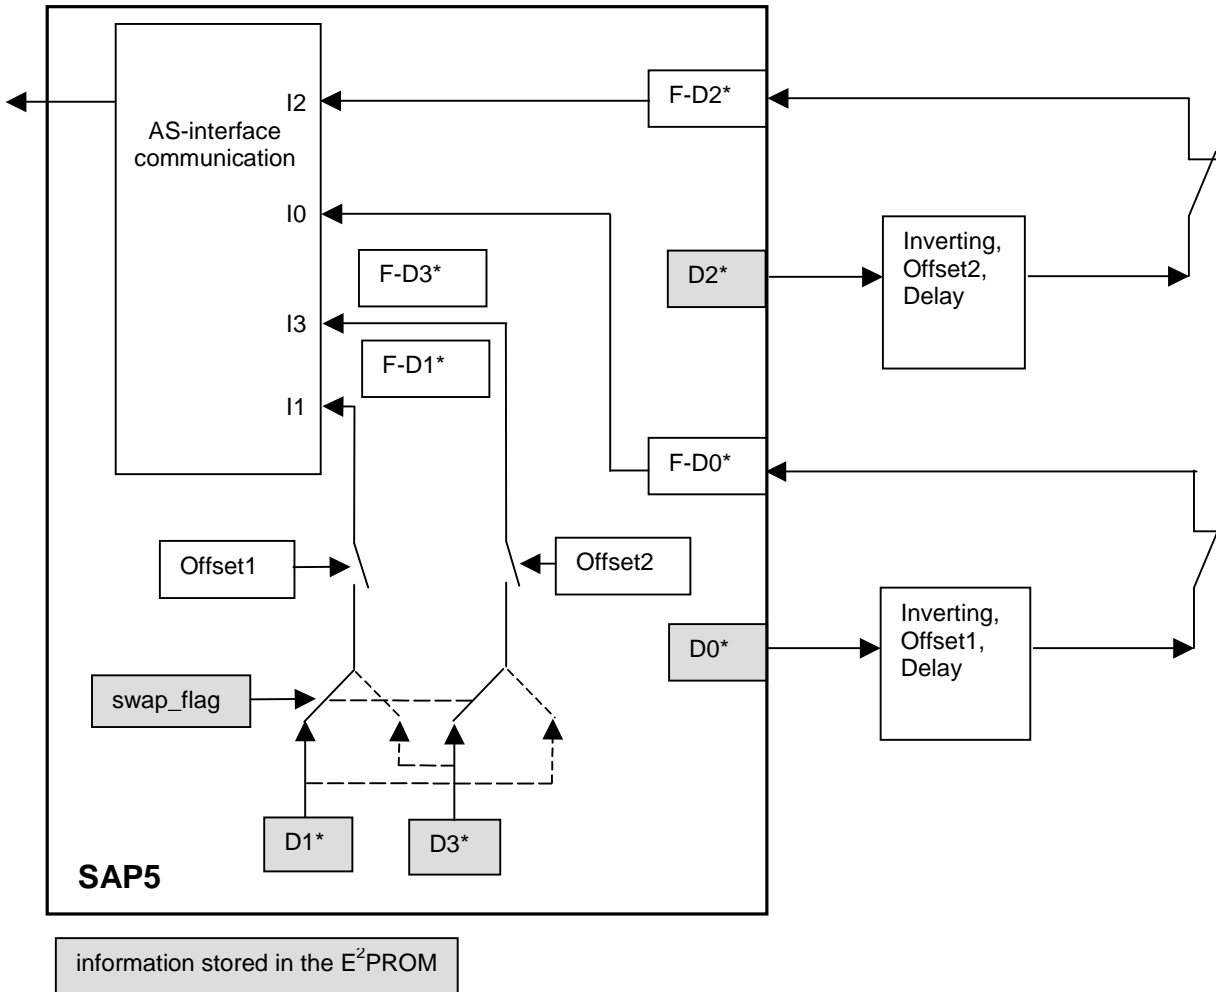 F-D2*
I2
AS-interface
communication
I0
Inverting,
Offset2,
Delay
F-D3*
D2*
I3
F-D1*
I1
F-D0*
Offset1
Offset2
Inverting,
Offset1,
Delay
D0*
swap_flag
D1*
D3*
SAP5
information stored in the E²PROM